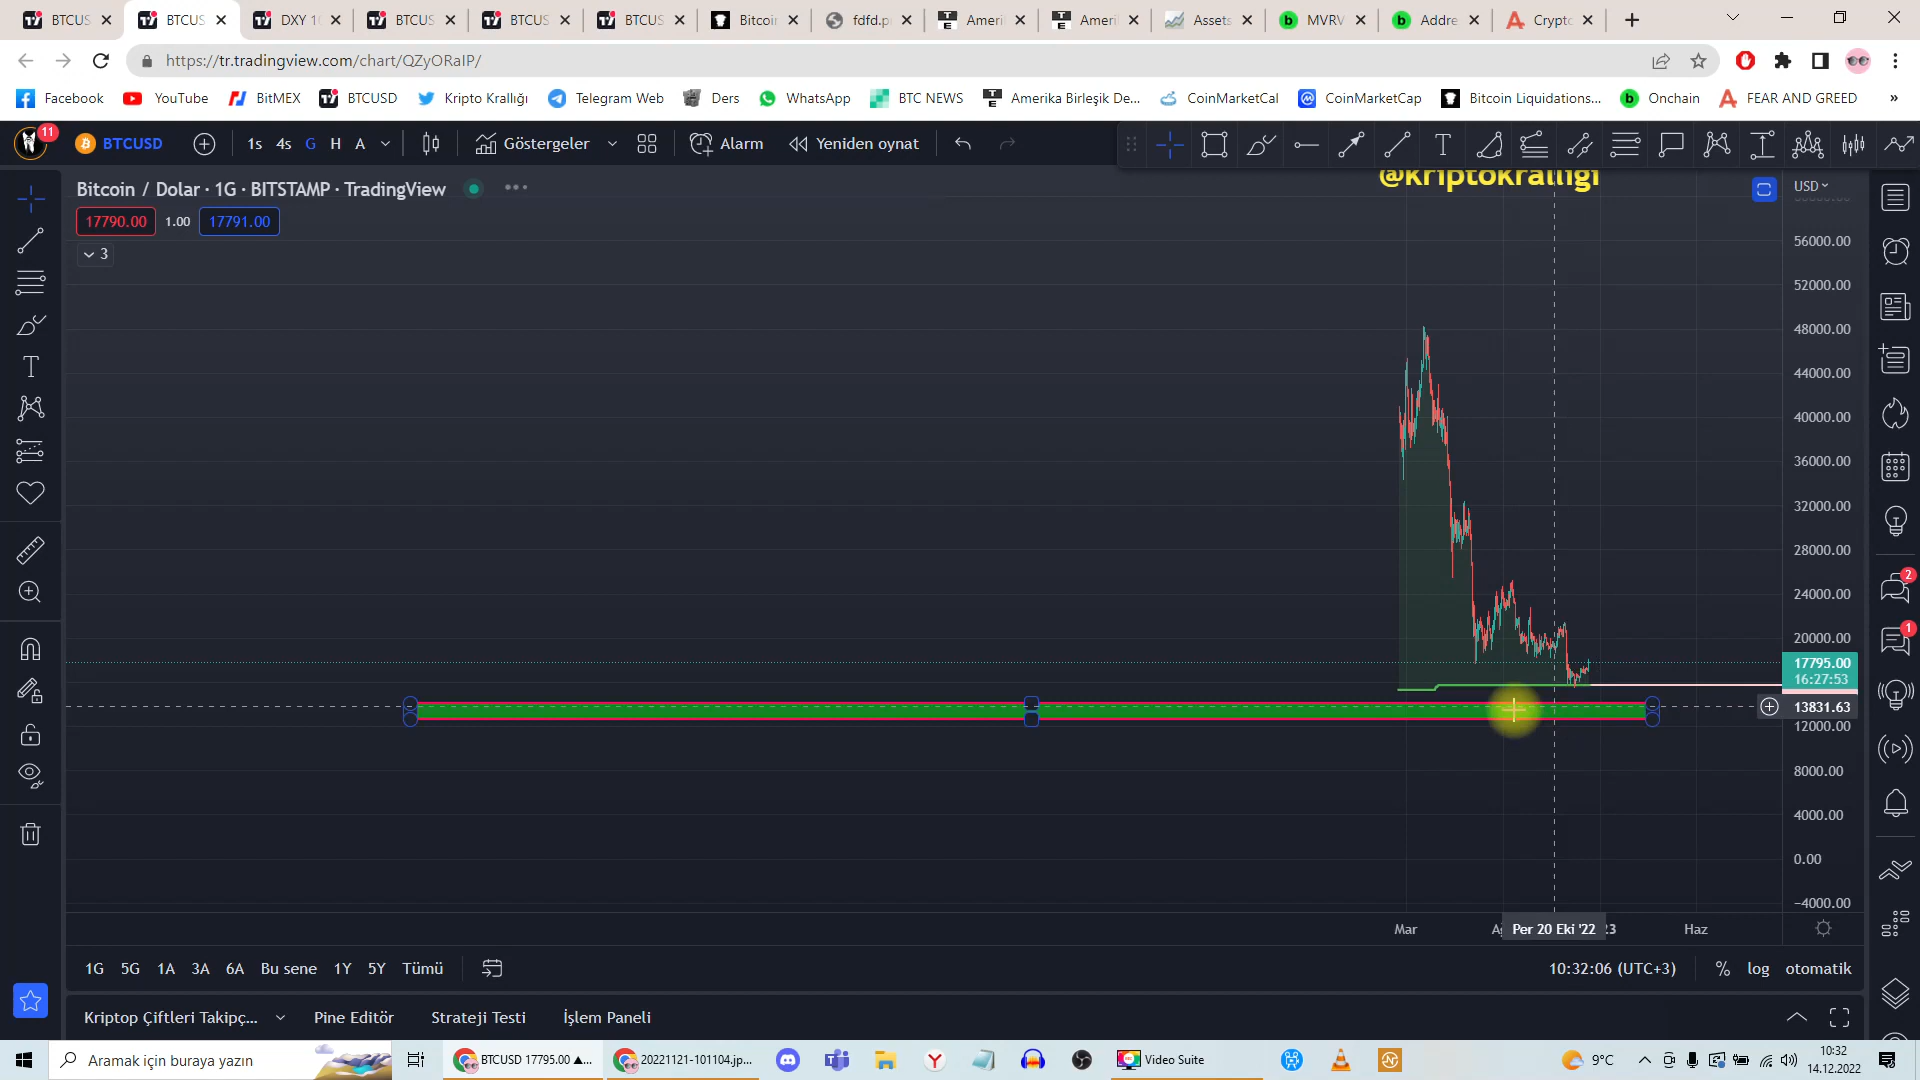 BTCUS
BTCUS
DXY 1
BTCUS
BTCUS
BTCUS
Bitcoi
fdfd.p
Ameri
Ameri
Assets
MVRV
Addre
Crypto
https://tr.tradingview.com/chart/QZyORaIP/
Facebook
YouTube
BitMEX
BTCUSD
Kripto Krallığı
Telegram Web
Ders
WhatsApp
BTC NEWS
Amerika Birleşik De...
CoinMarketCal
CoinMarketCap
Bitcoin Liquidations...
Onchain
FEAR AND GREED
»
11
BTCUSD
1s 4s G H A
Göstergeler
Alarm
Yeniden oynat
@kriptokralligi
Bitcoin / Dolar · 1G · BITSTAMP · TradingView
USD
17790.00
1.00
17791.00
3
56000.00
52000.00
48000.00
44000.00
40000.00
36000.00
32000.00
28000.00
24000.00
20000.00
17795.00
16:27:53
13831.63
12000.00
8000.00
4000.00
0.00
−4000.00
2
1
Mar
Per 20 Eki '22
Haz
1G 5G 1A 3A 6A Bu sene 1Y 5Y Tümü
10:32:06 (UTC+3)
% log otomatik
Kriptop Çiftleri Takipç...
Pine Editör
Strateji Testi
İşlem Paneli
Aramak için buraya yazın
BTCUSD 17795.00 ▲...
20221121-101104.jp...
Video Suite
9°C
10:32
14.12.2022